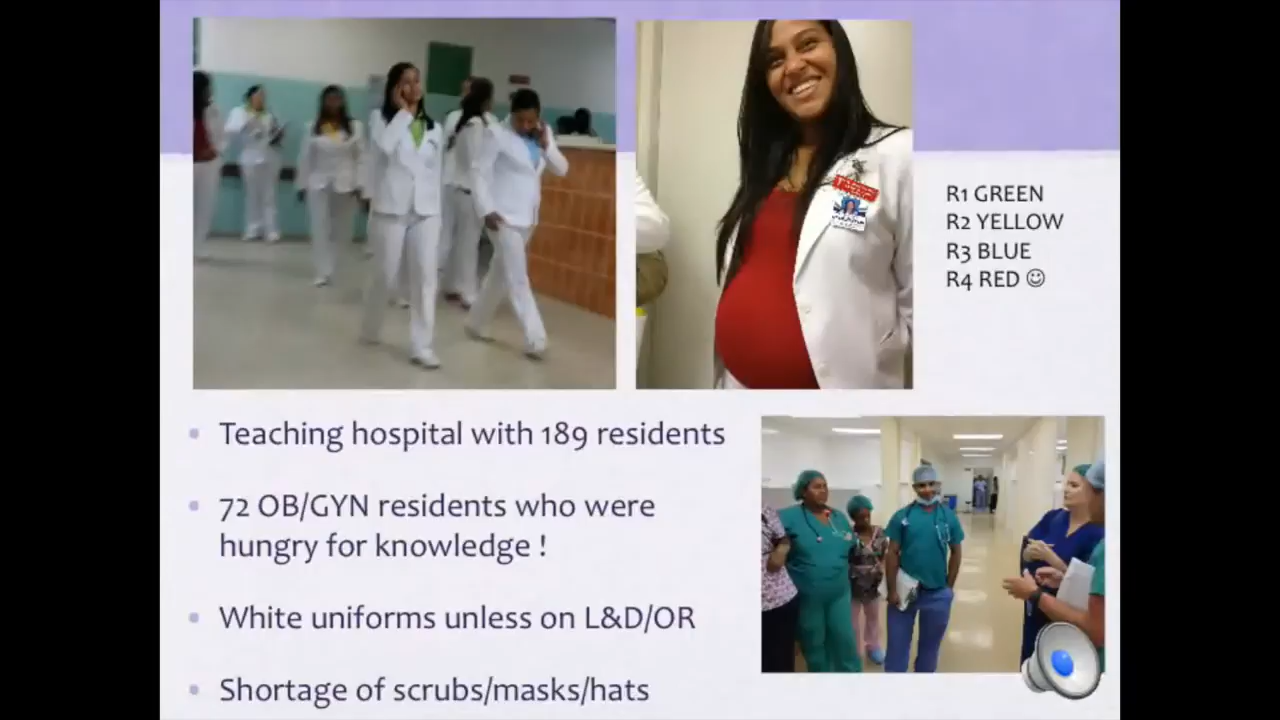 R1 GREEN
R2 YELLOW
R3 BLUE
R4 RED ☺
• Teaching hospital with 189 residents
• 72 OB/GYN residents who were
hungry for knowledge !
• White uniforms unless on L&D/OR
• Shortage of scrubs/masks/hats